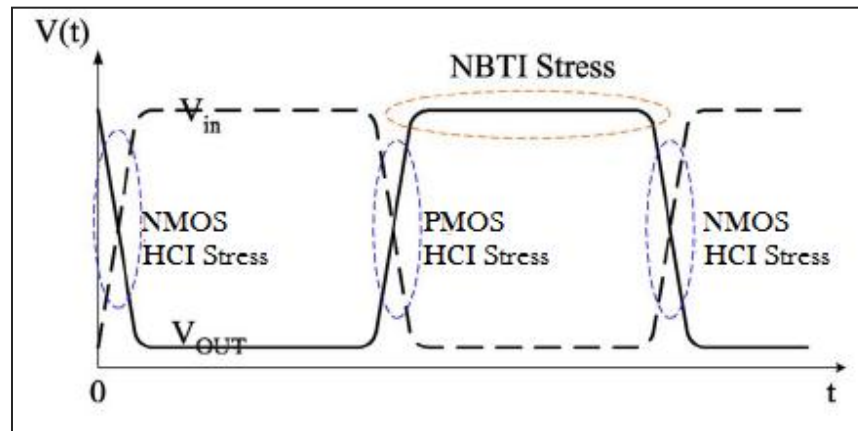 V(t)
NBTI Stress
Vin
NMOS
HCI Stress
PMOS
HCI Stress
NMOS
HCI Stress
VOUT
0
t